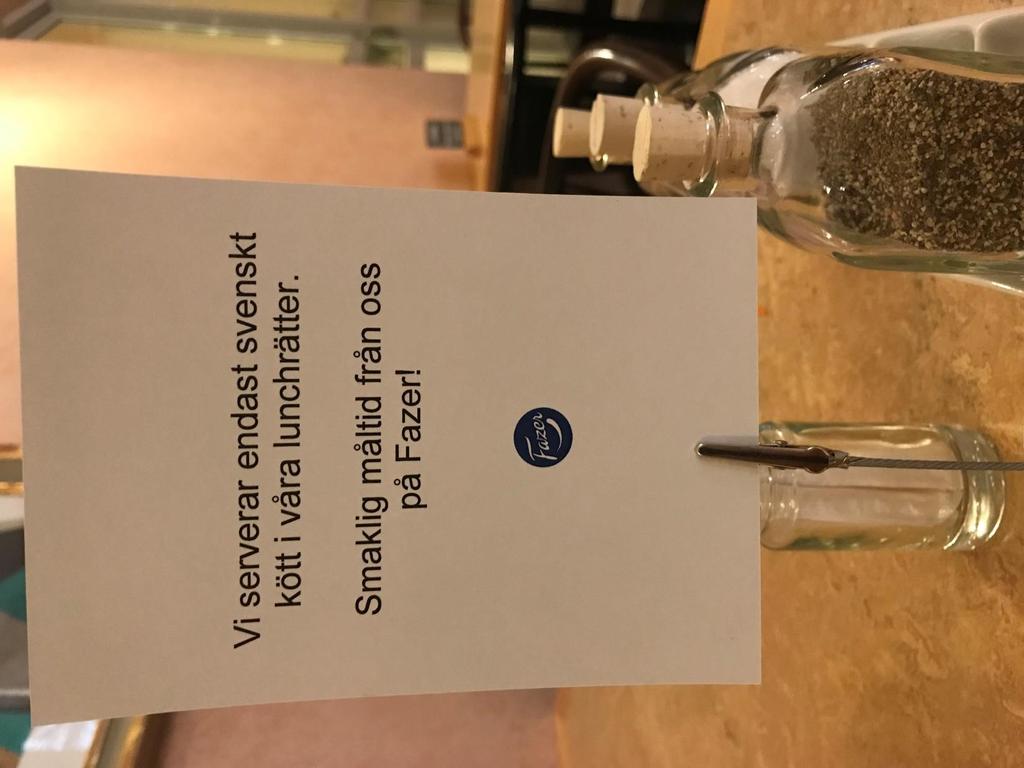 Vi serverar endast svenskt
kött i våra lunchrätter.
Smaklig måltid från oss
på Fazer!
Fazer